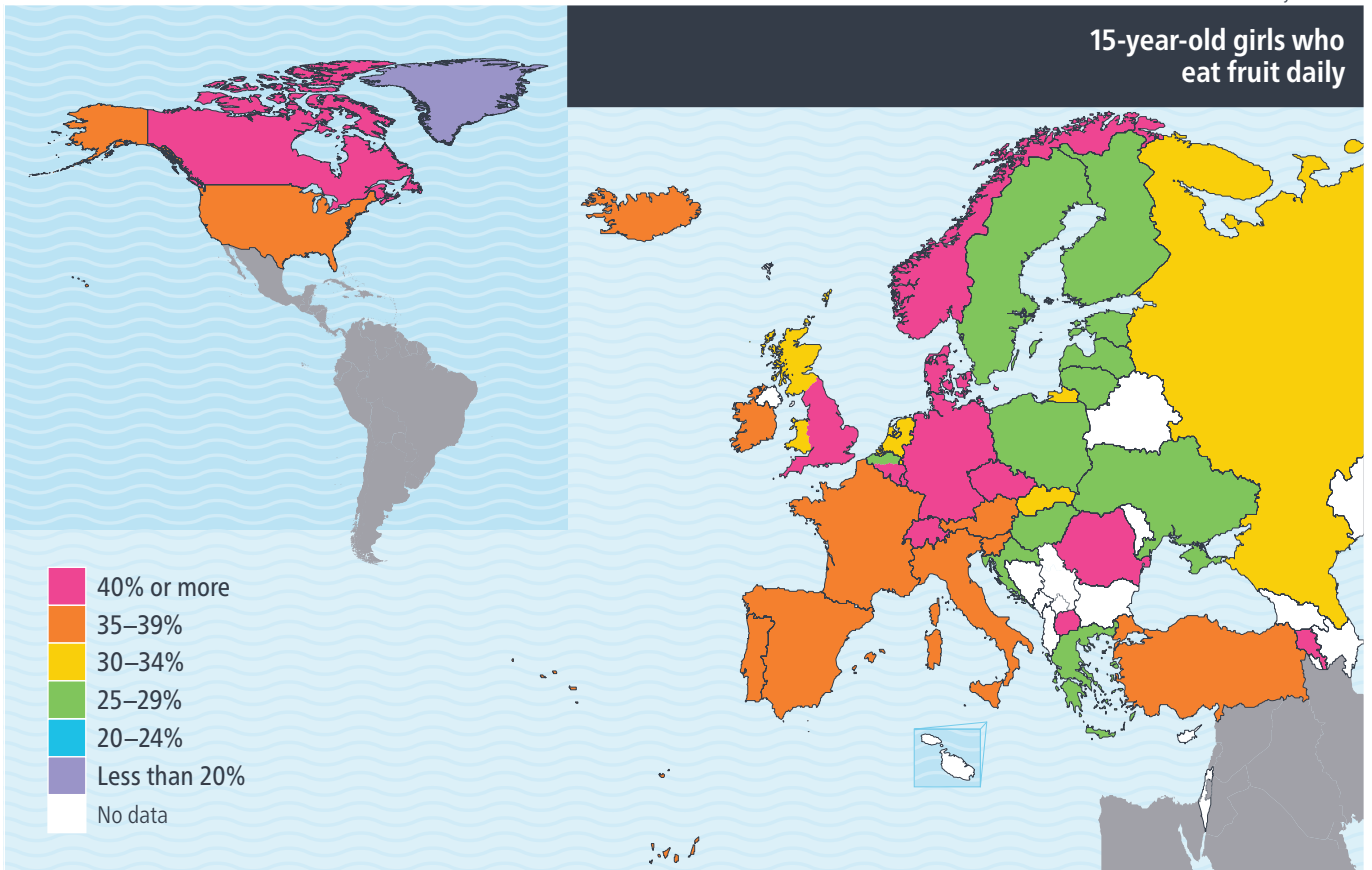 15-year-old girls who
eat fruit daily
40% or more
35–39%
30–34%
25–29%
20–24%
Less than 20%
No data